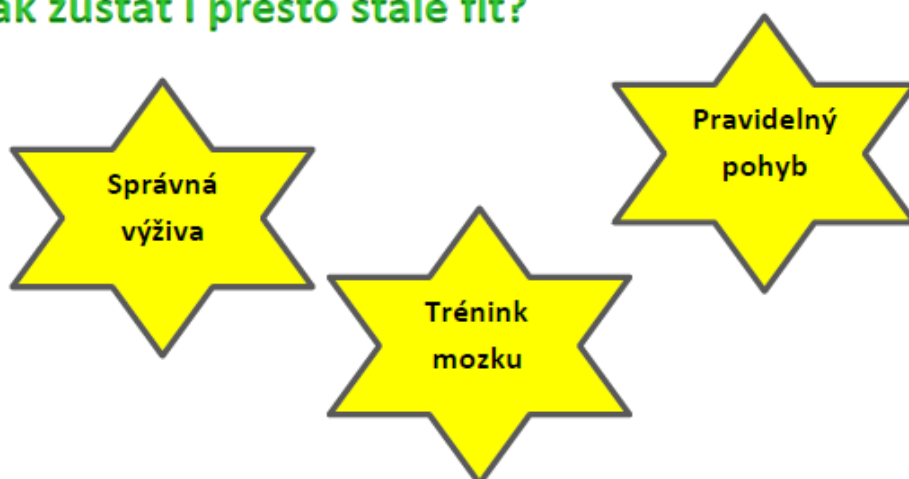 ak zůstat i přesto stále fit?
Správná
výživa
Trénink
mozku
Pravidelný
pohyb